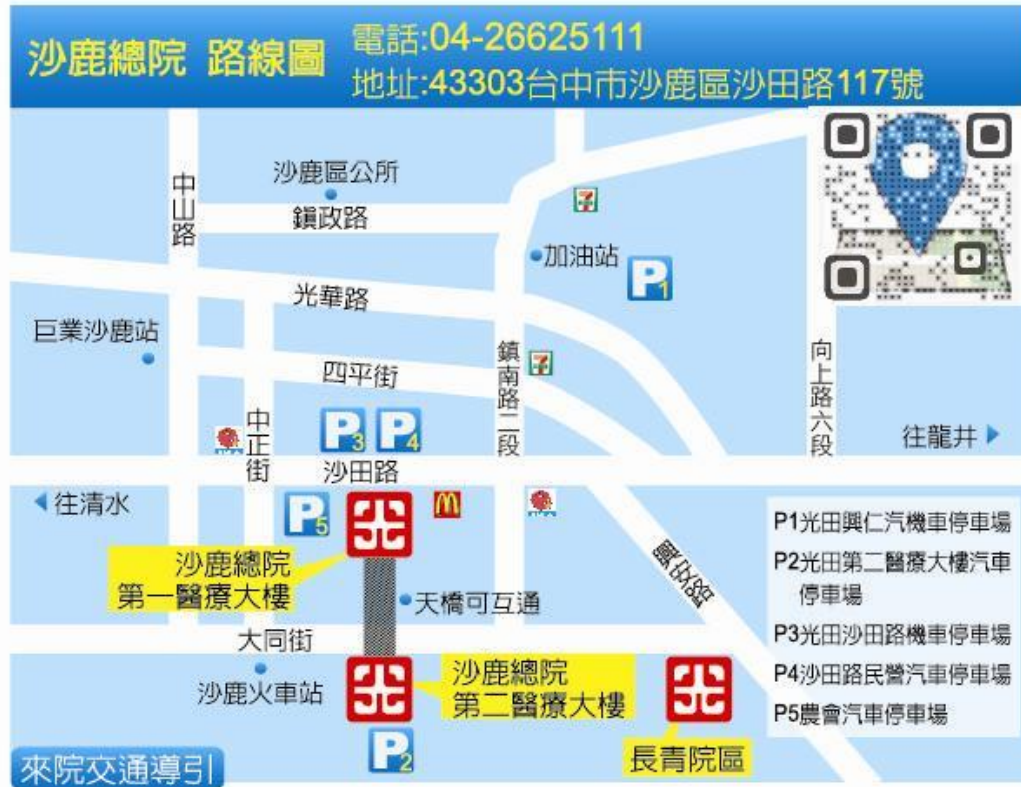 沙鹿總院 路線圖
電話:04-26625111
地址:43303台中市沙鹿區沙田路117號
中山路
沙鹿區公所
鎮政路
7
加油站
P1
光華路
巨業沙鹿站
四平街
鎮南路二段
7
向上路六段
中正街
P3
P4
往龍井
沙田路
往清水
P5
沙鹿總院
第一醫療大樓
天橋可互通
興安路
P1光田興仁汽機車停車場
P2光田第二醫療大樓汽車
停車場
P3光田沙田路機車停車場
P4沙田路民營汽車停車場
P5農會汽車停車場
大同街
沙鹿火車站
沙鹿總院
第二醫療大樓
P2
長青院區
來院交通導引